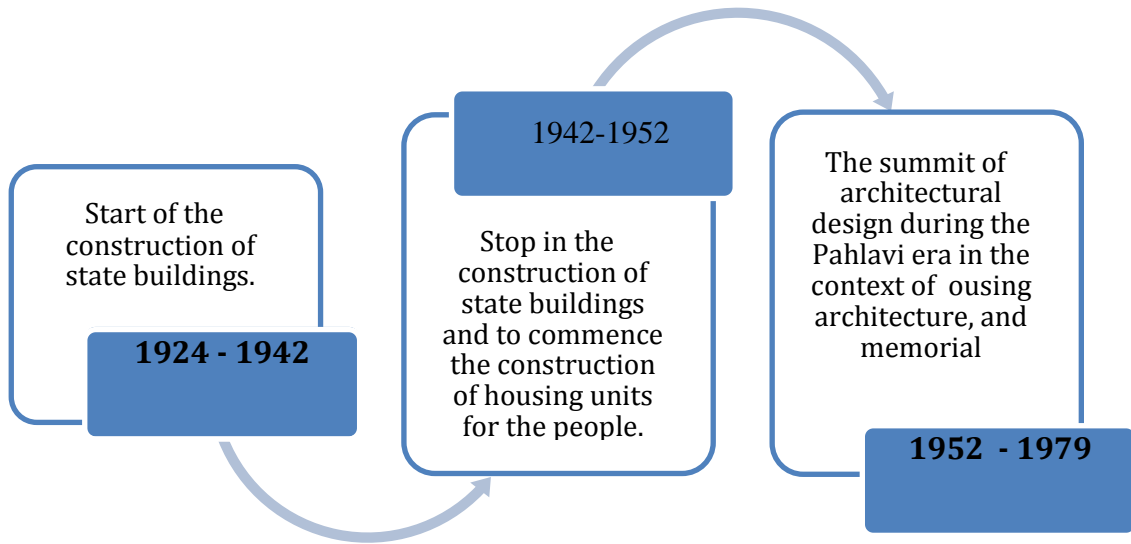 Start of the
construction of
state buildings.
1924 - 1942
1942-1952
Stop in the
construction of
state buildings
and to commence
the construction
of housing units
for the people.
The summit of
architectural
design during the
Pahlavi era in the
context of ousing
architecture, and
memorial
1952 - 1979